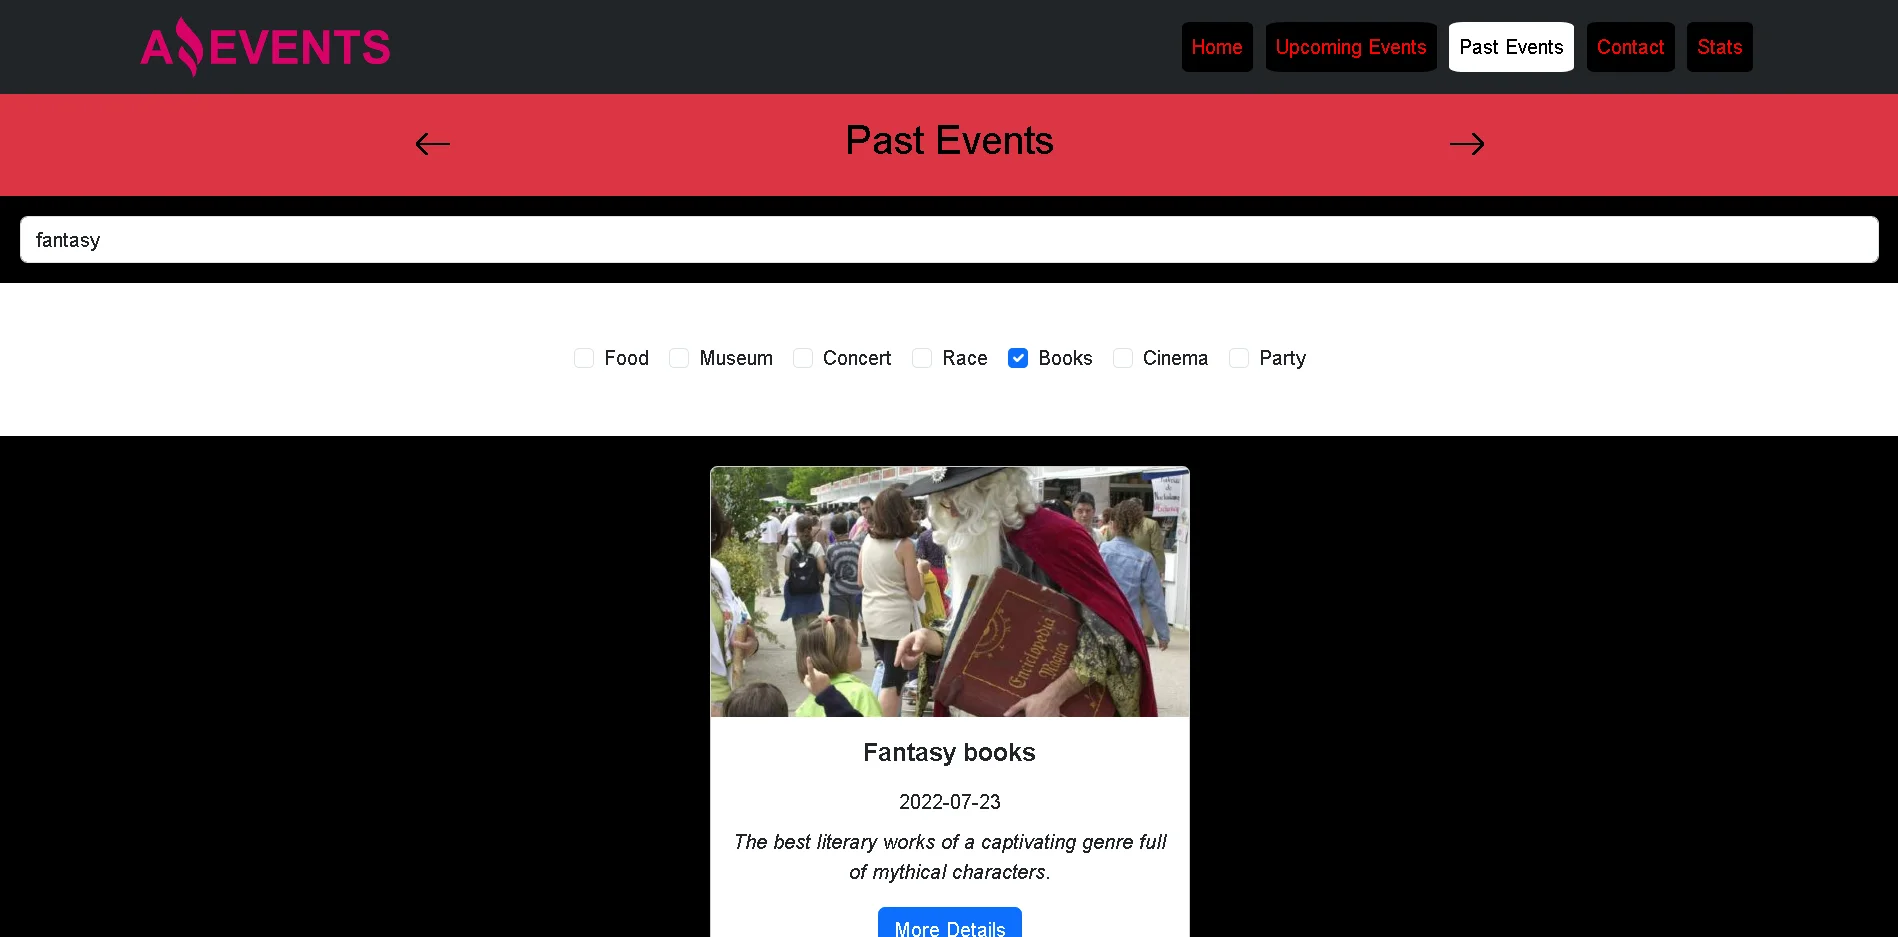 A EVENTS
Home Upcoming Events Past Events Contact Stats
Past Events
fantasy
Food Museum Concert Race Books Cinema Party
Enciclopedia
Mágica
Fantasy books
2022-07-23
The best literary works of a captivating genre full
of mythical characters.
More Details